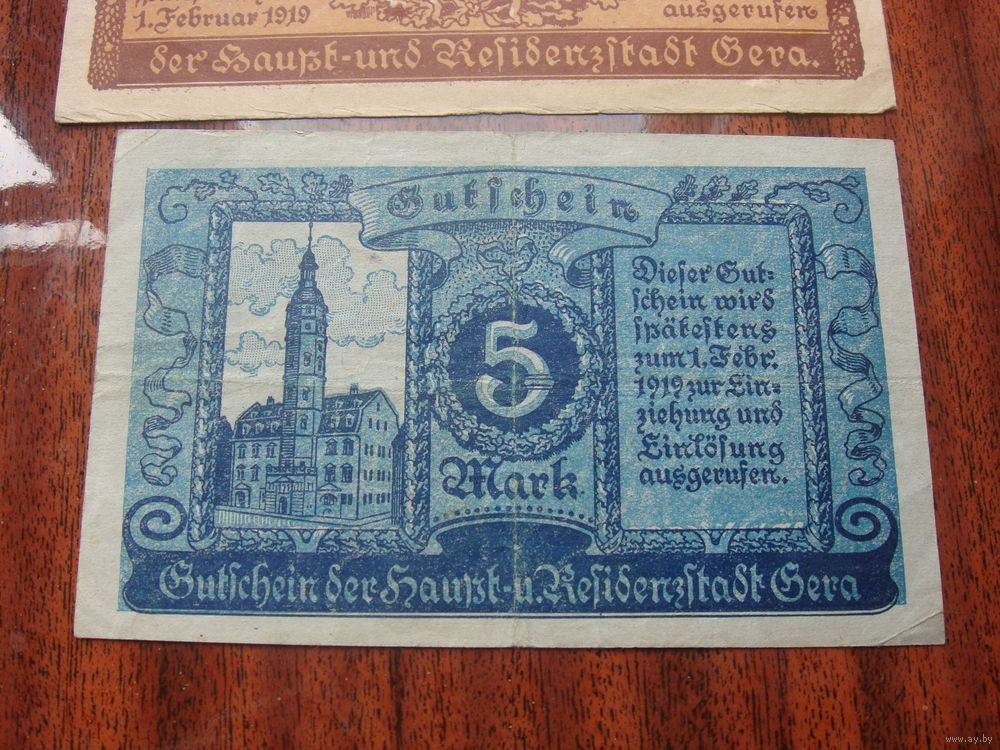 1. Februar 1919
ausgerufen
der Haupt- und Residenzstadt Gera.
Gutschein
5
Mark
Dieser Gut=
schein wird
spätestens
zum 1. Febr.
1919 zur Ein=
ziehung und
Einlösung
ausgerufen.
Gutschein der Haupt- u. Residenzstadt Gera
www.ay.by